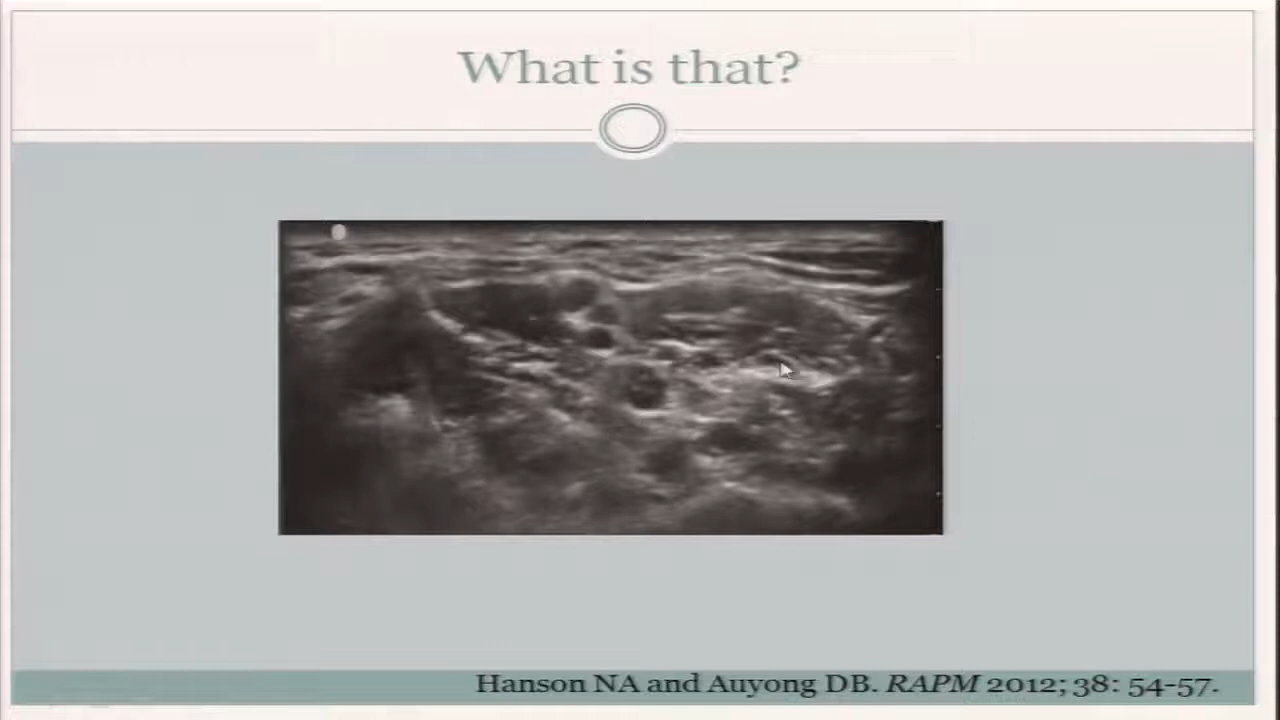 What is that?
Hanson NA and Auyong DB. RAPM 2012; 38: 54-57.